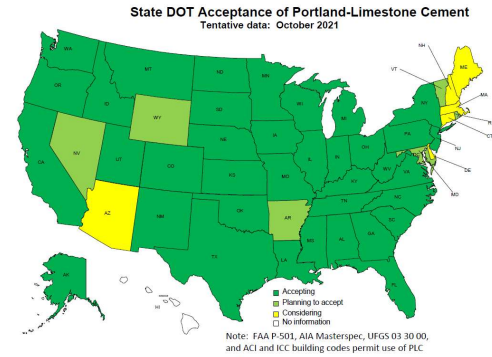 State DOT Acceptance of Portland-Limestone Cement
Tentative data: October 2021
WA
OR
CA
NV
ID
MT
WY
UT
AZ
CO
NM
ND
SD
NE
KS
OK
TX
MN
IA
MO
AR
LA
WI
IL
MI
IN
OH
KY
TN
MS
AL
GA
FL
SC
NC
VA
WV
PA
NY
VT
NH
ME
MA
R
CT
NJ
DE
MD
AK
HI
Accepting
Planning to accept
Considering
No information
Note: FAA P-501, AIA Masterspec, UFGS 03 30 00,
and ACI and ICC building codes permit use of PLC